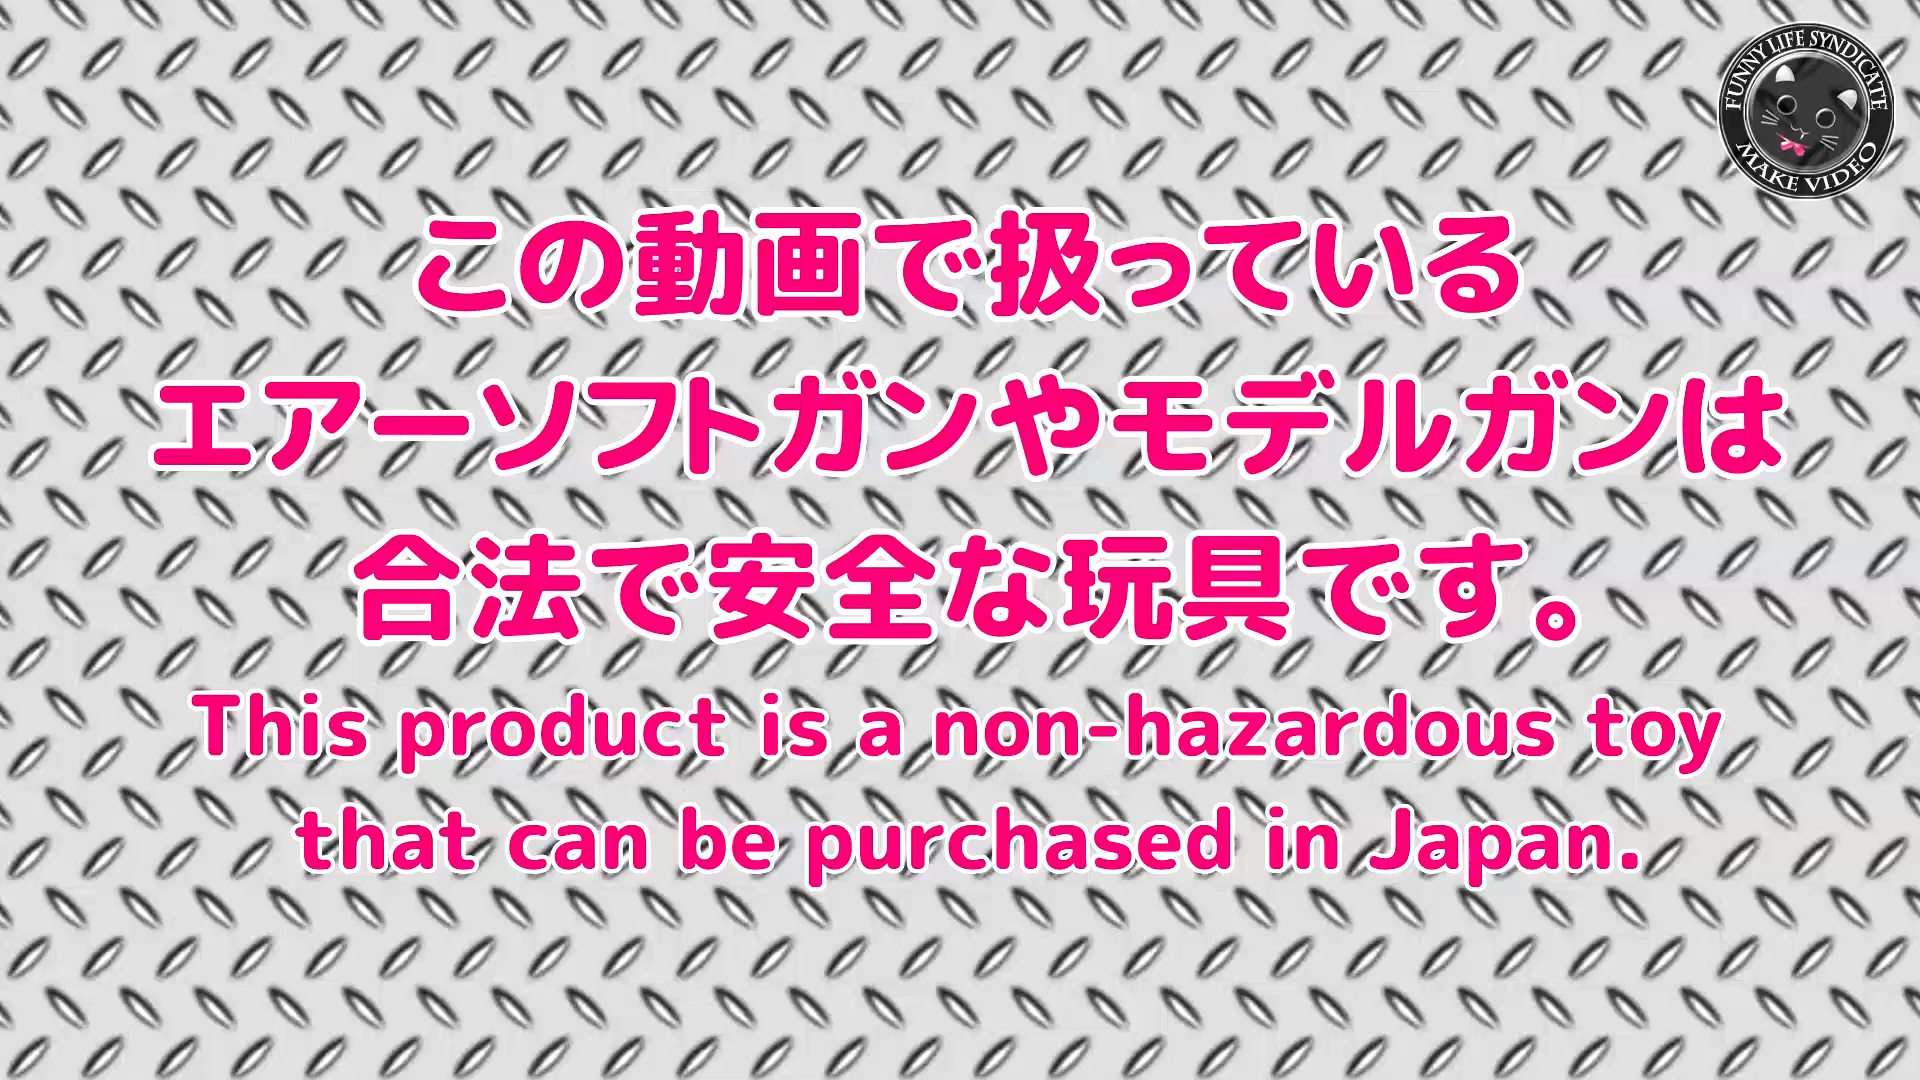 FUNNY LIFE SYNDICATE
MAKE VIDEO
この動画で扱っている
エアーソフトガンやモデルガンは
合法で安全な玩具です。
This product is a non-hazardous toy
that can be purchased in Japan.